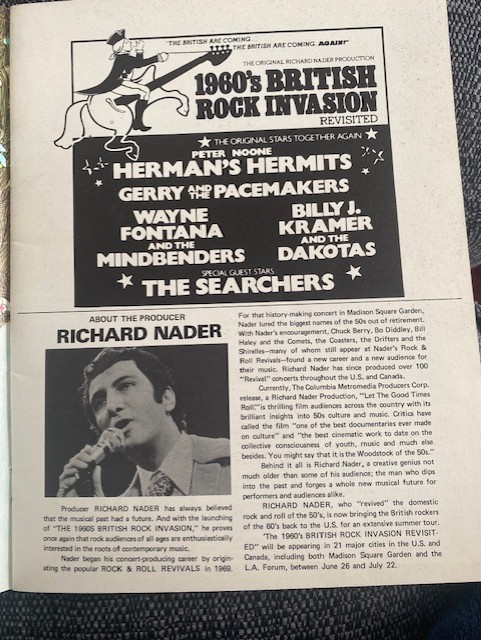 "THE BRITISH ARE COMING...
THE BRITISH ARE COMING. AGAIN!"
THE ORIGINAL RICHARD NADER PRODUCTION
1960's BRITISH
ROCK INVASION
REVISITED
THE ORIGINAL STARS TOGETHER AGAIN
PETER NOONE
HERMAN'S HERMITS
GERRY AND THE PACEMAKERS
WAYNE
FONTANA
AND THE
MINDBENDERS
BILLY J.
KRAMER
AND THE
DAKOTAS
SPECIAL GUEST STARS
THE SEARCHERS
ABOUT THE PRODUCER
RICHARD NADER
Producer RICHARD NADER has always believed
that the musical past had a future. And with the launching
of "THE 1960S BRITISH ROCK INVASION," he proves
once again that rock audiences of all ages are enthusiastically
interested in the roots of contemporary music.
Nader began his concert-producing career by origin-
ating the popular ROCK & ROLL REVIVALS in 1969.
For that history-making concert in Madison Square Garden,
Nader lured the biggest names of the 50s out of retirement.
With Nader's encouragement, Chuck Berry, Bo Diddley, Bill
Haley and the Comets, the Coasters, the Drifters and the
Shirelles—many of whom still appear at Nader's Rock &
Roll Revivals—found a new career and a new audience for
their music. Richard Nader has since produced over 100
"Revival" concerts throughout the U.S. and Canada.
Currently, The Columbia Metromedia Producers Corp.
release, a Richard Nader Production, "Let The Good Times
Roll," is thrilling film audiences across the country with its
brilliant insights into 50s culture and music. Critics have
called the film "one of the best documentaries ever made
on culture" and "the best cinematic work to date on the
collective consciousness of youth, music and much else
besides. You might say that it is the Woodstock of the 50s."
Behind it all is Richard Nader, a creative genius not
much older than some of his audience; the man who dips
into the past and forges a whole new musical future for
performers and audiences alike.
RICHARD NADER, who "revived" the domestic
rock and roll of the 50's, is now bringing the British rockers
of the 60's back to the U.S. for an extensive summer tour.
'The 1960's BRITISH ROCK INVASION REVISIT-
ED" will be appearing in 21 major cities in the U.S. and
Canada, including both Madison Square Garden and the
L.A. Forum, between June 26 and July 22.